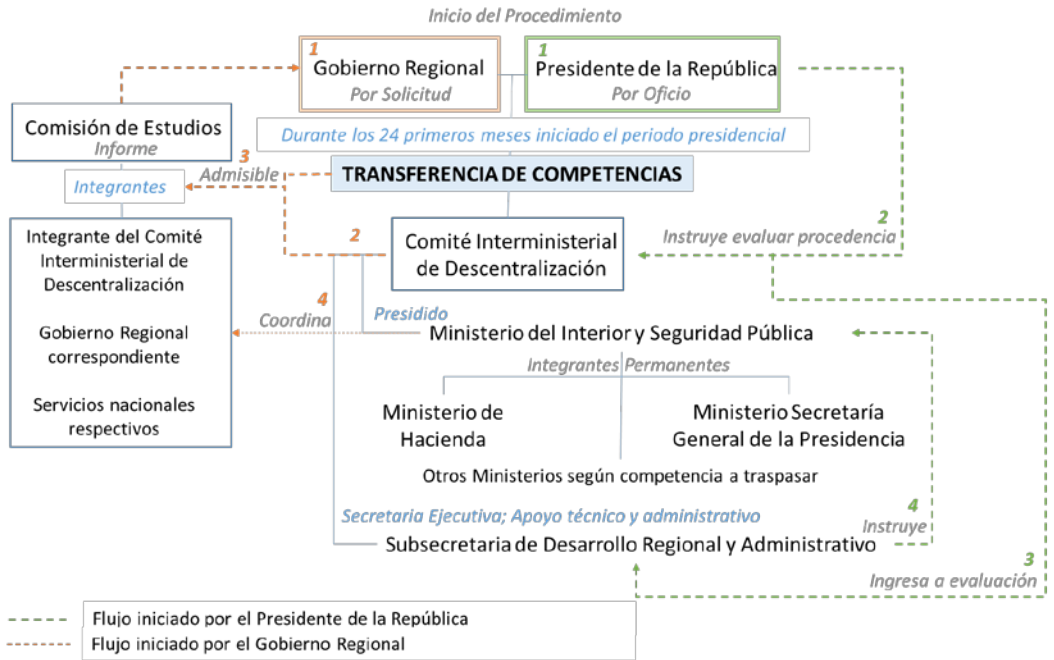 Inicio del Procedimiento
1
Gobierno Regional
Por Solicitud
1
Presidente de la República
Por Oficio
Comisión de Estudios
Informe
Durante los 24 primeros meses iniciado el periodo presidencial
3
Admisible
TRANSFERENCIA DE COMPETENCIAS
Integrantes
2
Instruye evaluar procedencia
2
Comité Interministerial
de Descentralización
Integrante del Comité
Interministerial de
Descentralización
Gobierno Regional
correspondiente
Servicios nacionales
respectivos
4
Coordina
Presidido
Ministerio del Interior y Seguridad Pública
Integrantes Permanentes
Ministerio de
Hacienda
Ministerio Secretaría
General de la Presidencia
Otros Ministerios según competencia a traspasar
Secretaria Ejecutiva; Apoyo técnico y administrativo
4
Instruye
Subsecretaria de Desarrollo Regional y Administrativo
3
Ingresa a evaluación
Flujo iniciado por el Presidente de la República
Flujo iniciado por el Gobierno Regional